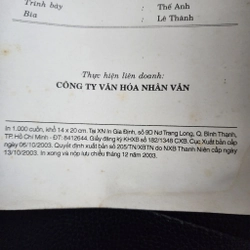 Trình bày : Thế Anh
Bìa : Lê Thành
Thực hiện liên doanh:
CÔNG TY VĂN HÓA NHÂN VĂN
In 1.000 cuốn, khổ 14 x 20 cm. Tại XN In Gia Định, số 9D Nơ Trang Long, Q. Bình Thạnh,
TP. Hồ Chí Minh - ĐT: 8412644. Giấy đăng ký KHXB số 182/1348 CXB. Cục Xuất bản cấp
ngày 06/10/2003. Quyết định xuất bản số 205/TN/XBTN do NXB Thanh Niên cấp ngày
13/10/2003. In xong và nộp lưu chiểu tháng 12 năm 2003.